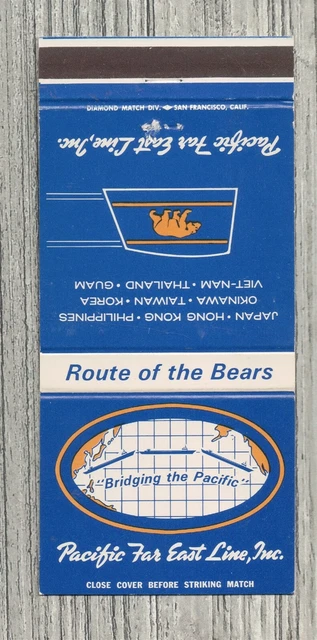 DIAMOND MATCH DIV. SAN FRANCISCO, CALIF.
Pacific Far East Line, Inc.
JAPAN • HONG KONG • PHILIPPINES
OKINAWA • TAIWAN • KOREA
VIET-NAM • THAILAND • GUAM
Route of the Bears
"Bridging the Pacific"
Pacific Far East Line, Inc.
CLOSE COVER BEFORE STRIKING MATCH